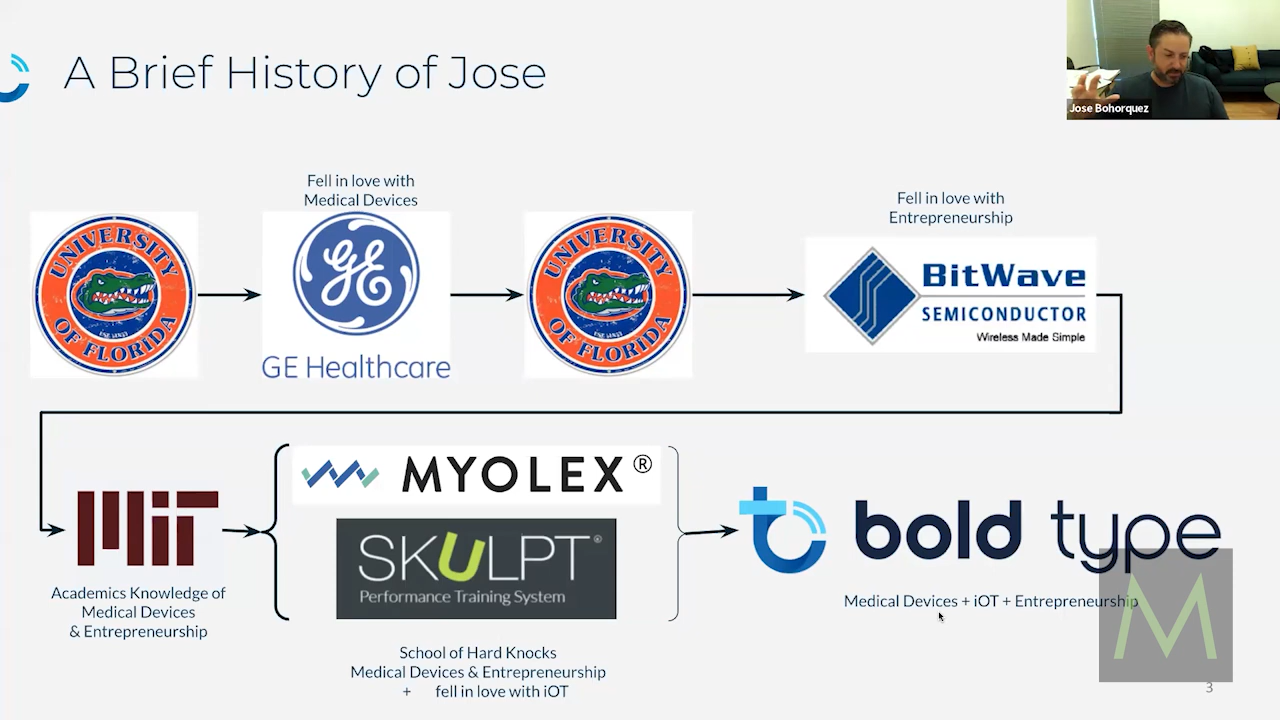 A Brief History of Jose
Jose Bohorquez
Fell in love with
Medical Devices
Fell in love with
Entrepreneurship
UNIVERSITY
OF FLORIDA
GE
GE Healthcare
UNIVERSITY
OF FLORIDA
BitWave
SEMICONDUCTOR
Wireless Made Simple
MIT
Academics Knowledge of
Medical Devices
& Entrepreneurship
MYOLEX®
SKULPT®
Performance Training System
School of Hard Knocks
Medical Devices & Entrepreneurship
+ fell in love with iOT
bold type
Medical Devices + iOT + Entrepreneurship
M
3